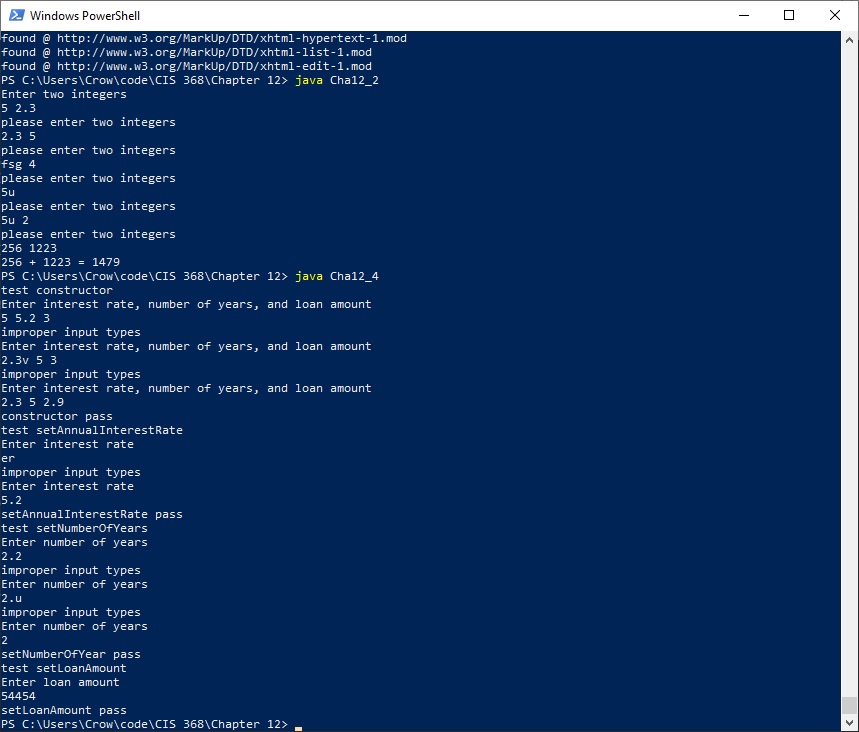 Windows PowerShell
found @ http://www.w3.org/MarkUp/DTD/xhtml-hypertext-1.mod
found @ http://www.w3.org/MarkUp/DTD/xhtml-list-1.mod
found @ http://www.w3.org/MarkUp/DTD/xhtml-edit-1.mod
PS C:\Users\Crow\code\CIS 368\Chapter 12> java Cha12_2
Enter two integers
5 2.3
please enter two integers
2.3 5
please enter two integers
fsg 4
please enter two integers
5u
please enter two integers
5u 2
please enter two integers
256 1223
256 + 1223 = 1479
PS C:\Users\Crow\code\CIS 368\Chapter 12> java Cha12_4
test constructor
Enter interest rate, number of years, and loan amount
5 5.2 3
improper input types
Enter interest rate, number of years, and loan amount
2.3v 5 3
improper input types
Enter interest rate, number of years, and loan amount
2.3 5 2.9
constructor pass
test setAnnualInterestRate
Enter interest rate
er
improper input types
Enter interest rate
5.2
setAnnualInterestRate pass
test setNumberOfYears
Enter number of years
2.2
improper input types
Enter number of years
2.u
improper input types
Enter number of years
2
setNumberOfYear pass
test setLoanAmount
Enter loan amount
54454
setLoanAmount pass
PS C:\Users\Crow\code\CIS 368\Chapter 12>